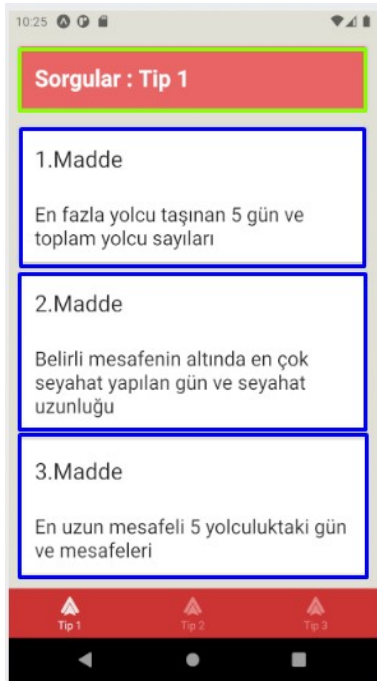 10:25
Sorgular : Tip 1
1.Madde
En fazla yolcu taşınan 5 gün ve
toplam yolcu sayıları
2.Madde
Belirli mesafenin altında en çok
seyahat yapılan gün ve seyahat
uzunluğu
3.Madde
En uzun mesafeli 5 yolculuktaki gün
ve mesafeleri
Tip 1 Tip 2 Tip 3